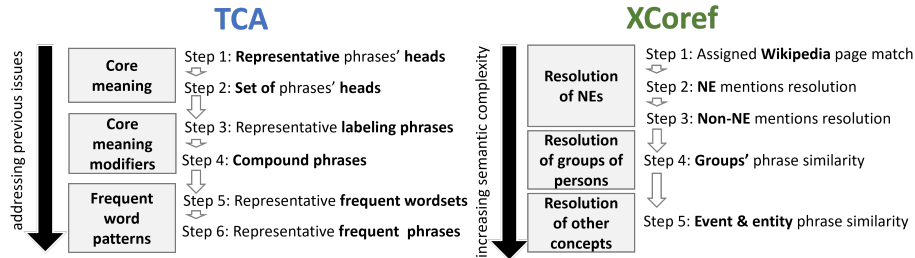 TCA
addressing previous issues
Core
meaning
Step 1: Representative phrases' heads
Step 2: Set of phrases' heads
Core
meaning
modifiers
Step 3: Representative labeling phrases
Step 4: Compound phrases
Frequent
word
patterns
Step 5: Representative frequent wordsets
Step 6: Representative frequent phrases
XCoref
increasing semantic complexity
Resolution
of NEs
Step 1: Assigned Wikipedia page match
Step 2: NE mentions resolution
Step 3: Non-NE mentions resolution
Resolution
of groups of
persons
Step 4: Groups' phrase similarity
Resolution
of other
concepts
Step 5: Event & entity phrase similarity